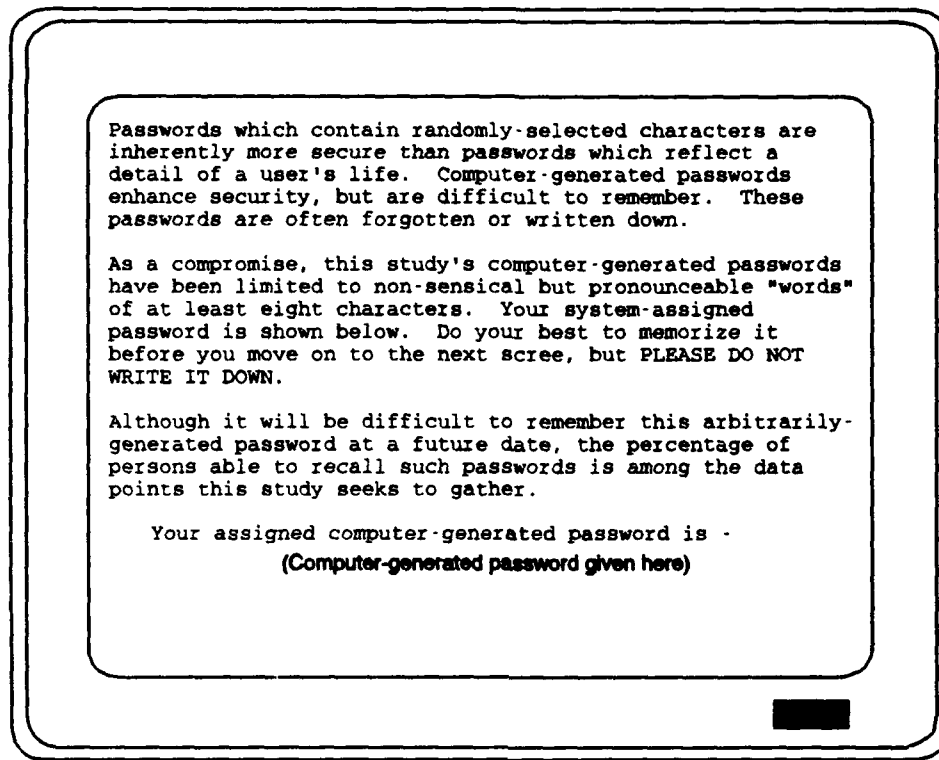 Passwords which contain randomly-selected characters are
inherently more secure than passwords which reflect a
detail of a user's life.  Computer-generated passwords
enhance security, but are difficult to remember.  These
passwords are often forgotten or written down.

As a compromise, this study's computer-generated passwords
have been limited to non-sensical but pronounceable "words"
of at least eight characters.  Your system-assigned
password is shown below.  Do your best to memorize it
before you move on to the next scree, but PLEASE DO NOT
WRITE IT DOWN.

Although it will be difficult to remember this arbitrarily-
generated password at a future date, the percentage of
persons able to recall such passwords is among the data
points this study seeks to gather.

Your assigned computer-generated password is -
(Computer-generated password given here)